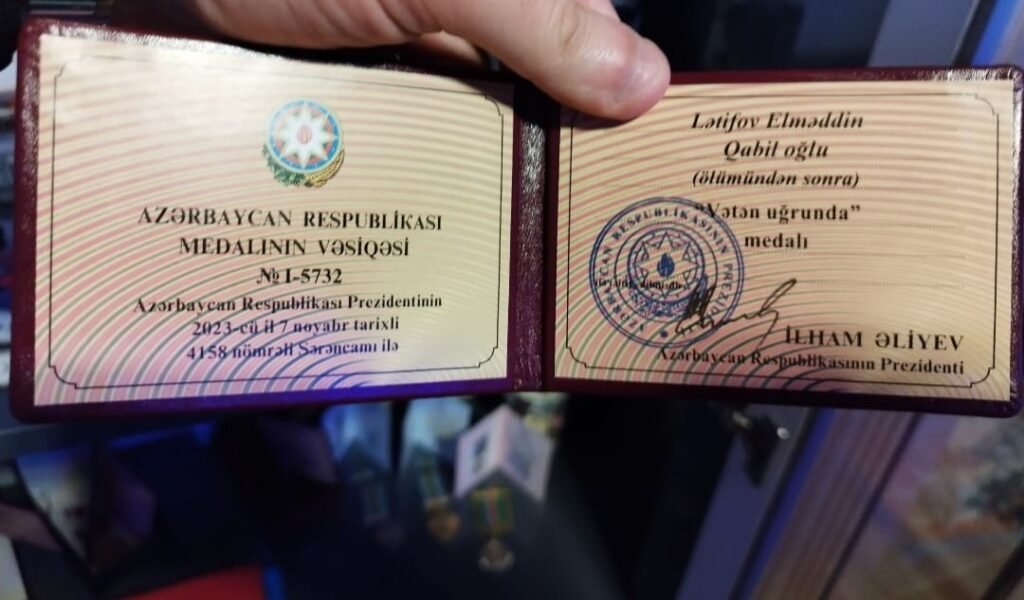 AZƏRBAYCAN RESPUBLİKASI
MEDALININ VƏSİQƏSİ
№ I-5732
Azərbaycan Respublikası Prezidentinin
2023-cü il 7 noyabr tarixli
4158 nömrəli Sərəncamı ilə
Lətifov Elməddin
Qabil oğlu
(ölümündən sonra)
"Vətən uğrunda"
medalı
İLHAM ƏLİYEV
Azərbaycan Respublikasının Prezidenti